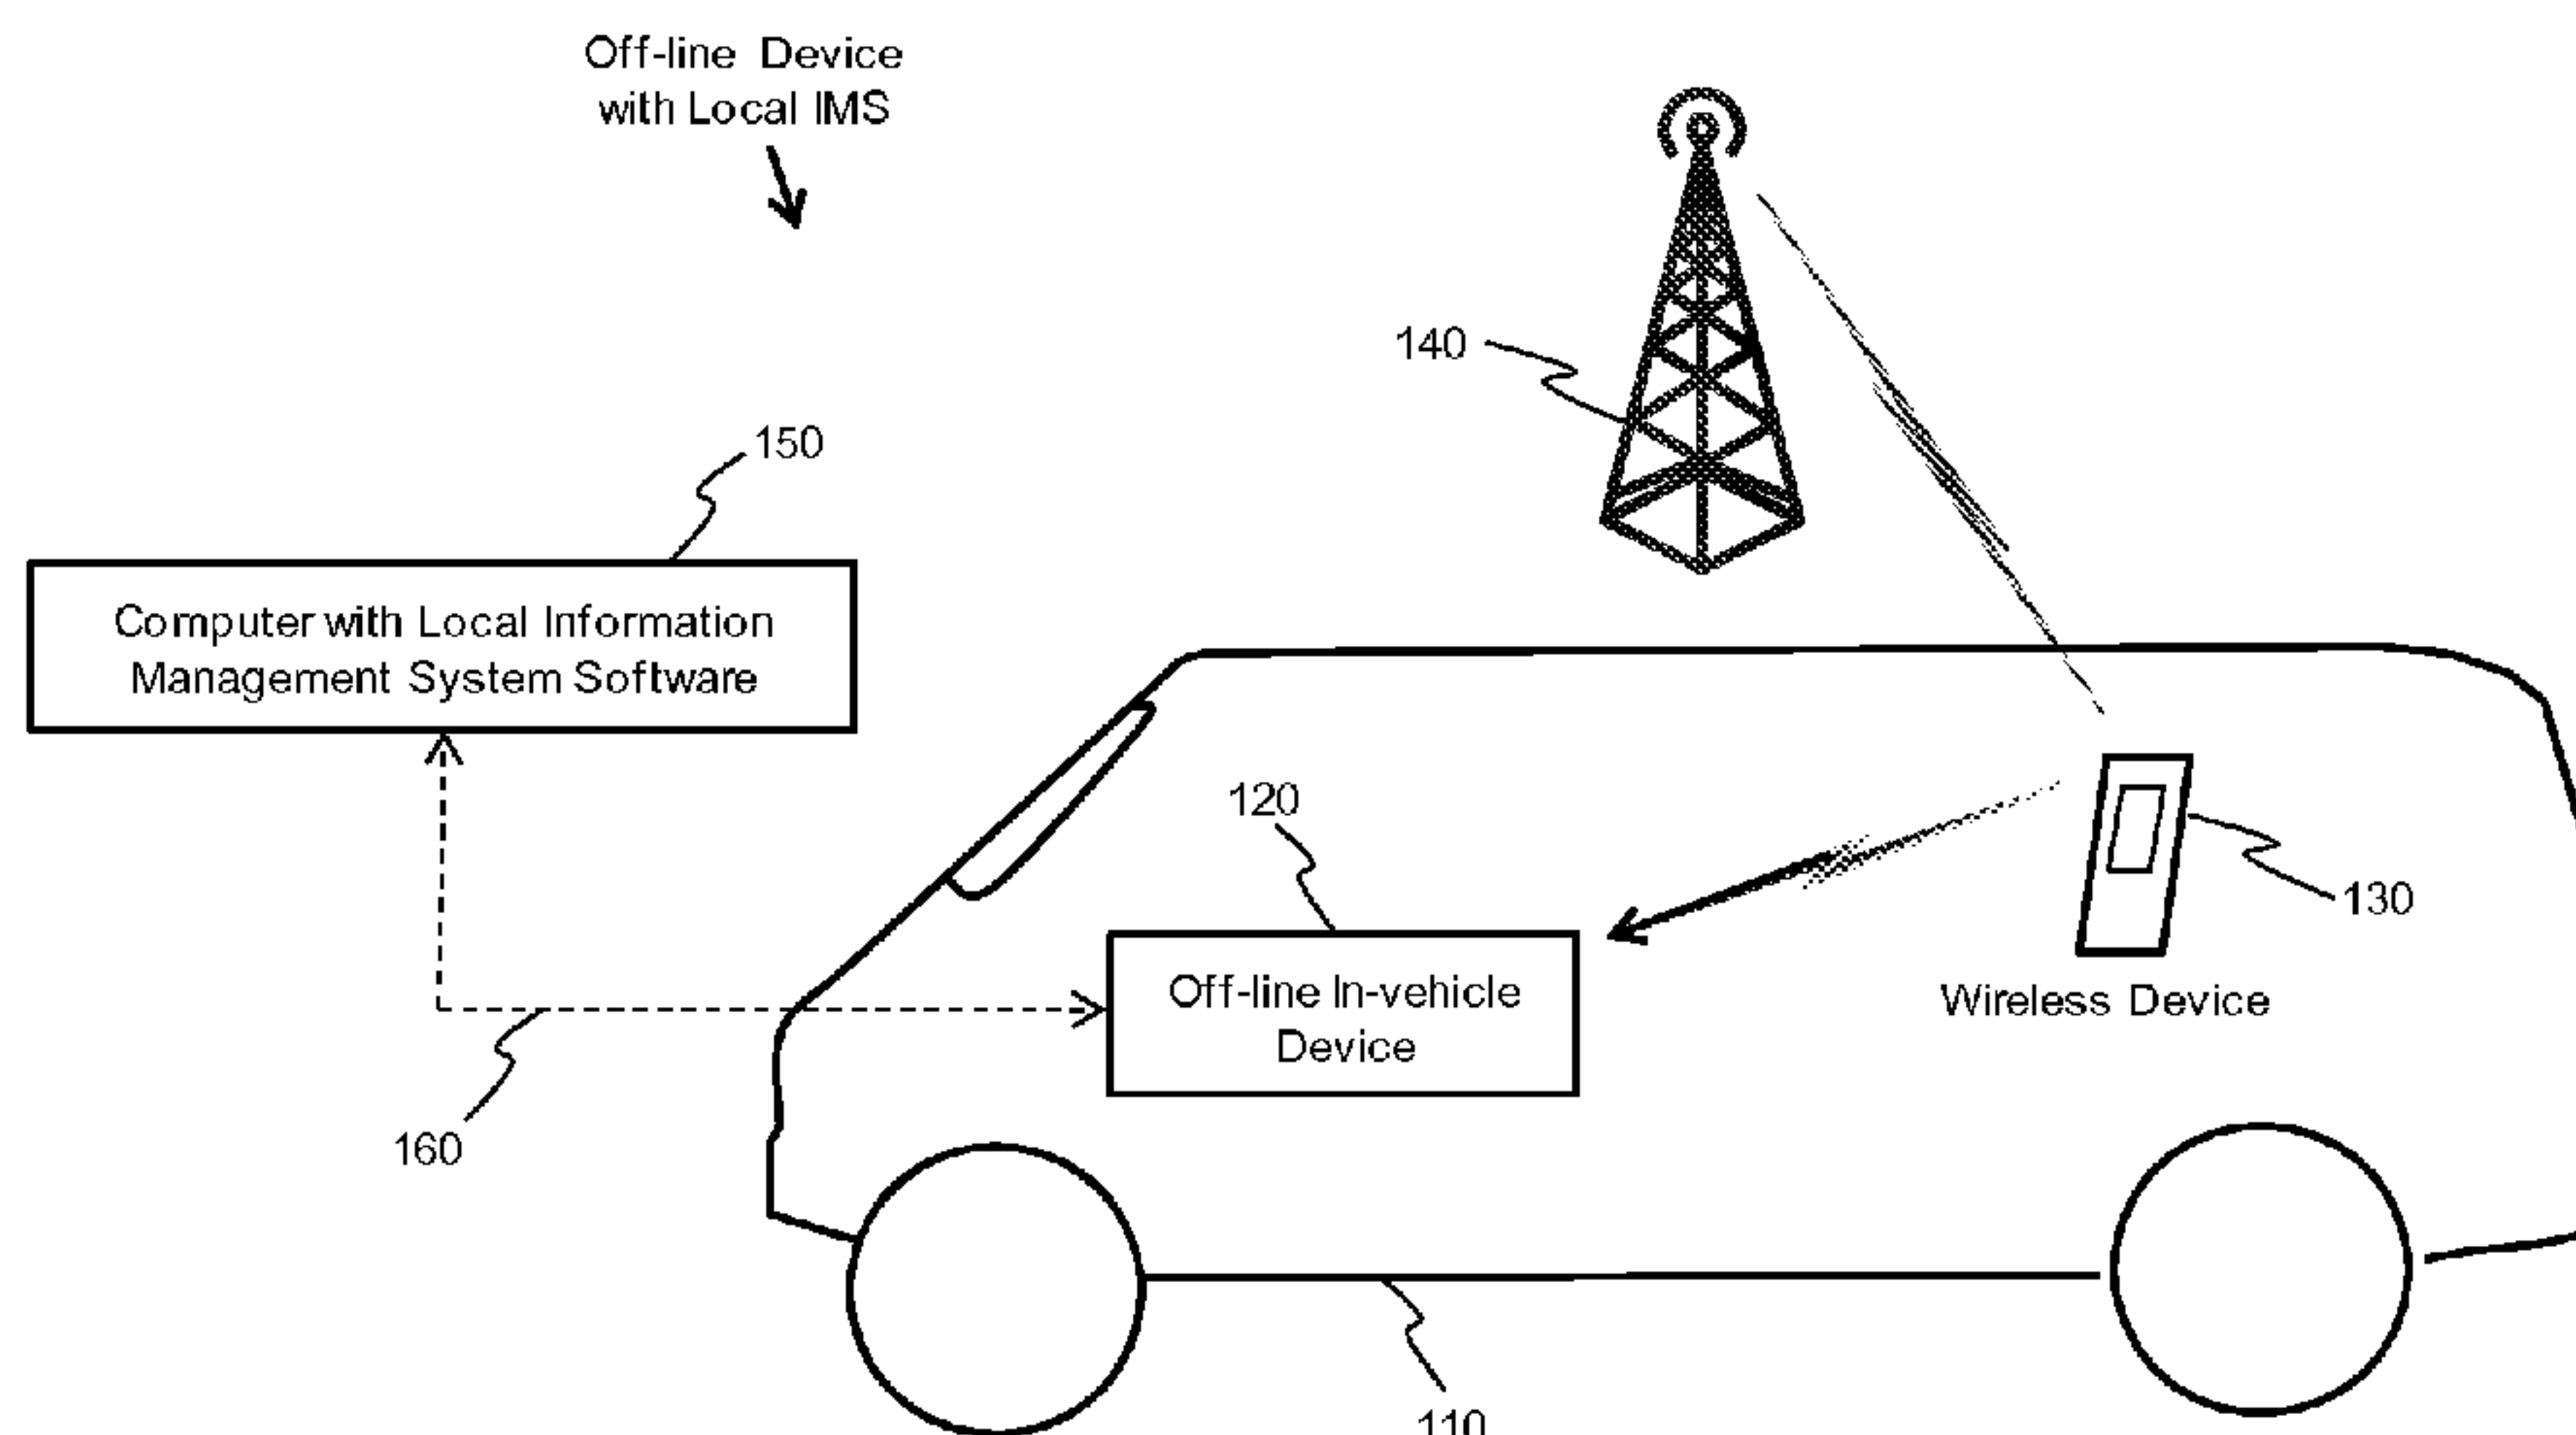 Off-line Device
with Local IMS
140
150
Computer with Local Information
Management System Software
120
130
Off-line In-vehicle
Device
Wireless Device
160
110